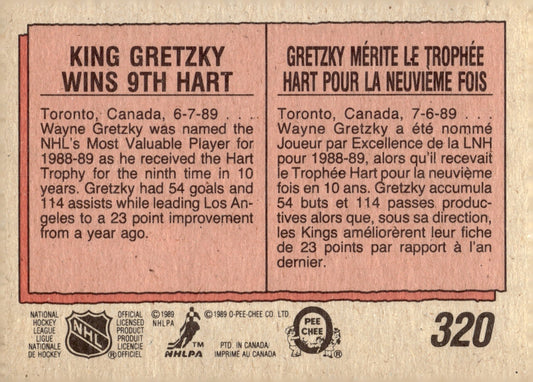 KING GRETZKY
WINS 9TH HART
Toronto, Canada, 6-7-89 . . .
Wayne Gretzky was named the
NHL's Most Valuable Player for
1988-89 as he received the Hart
Trophy for the ninth time in 10
years. Gretzky had 54 goals and
114 assists while leading Los An-
geles to a 23 point improvement
from a year ago.
GRETZKY MÉRITE LE TROPHÉE
HART POUR LA NEUVIÈME FOIS
Toronto, Canada, 7-6-89 . . .
Wayne Gretzky a été nommé
Joueur par Excellence de la LNH
pour 1988-89, alors qu'il recevait
le Trophée Hart pour la neuvième
fois en 10 ans. Gretzky accumula
54 buts et 114 passes produc-
tives alors que, sous sa direction,
les Kings améliorèrent leur fiche
de 23 points par rapport à l'an
dernier.
NATIONAL
HOCKEY
LEAGUE
LIGUE
NATIONALE
DE HOCKEY
NHL
OFFICIAL
LICENSED
PRODUCT
PRODUIT
LICENCIÉ
OFFICIEL
© 1989
NHLPA
NHLPA
TM
© 1989 O-PEE-CHEE CO. LTD.
PTD. IN CANADA
IMPRIMÉ AU CANADA
O
PEE
CHEE
®
320